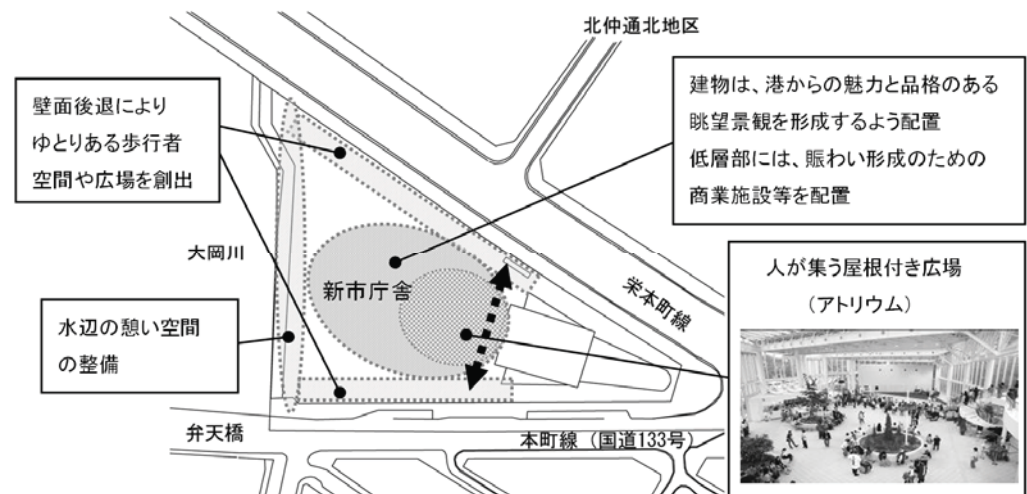 北仲通北地区
壁面後退により
ゆとりある歩行者
空間や広場を創出
建物は、港からの魅力と品格のある
眺望景観を形成するよう配置
低層部には、賑わい形成のための
商業施設等を配置
大岡川
新市庁舎
栄本町線
人が集う屋根付き広場
（アトリウム）
水辺の憩い空間
の整備
弁天橋
本町線（国道133号）